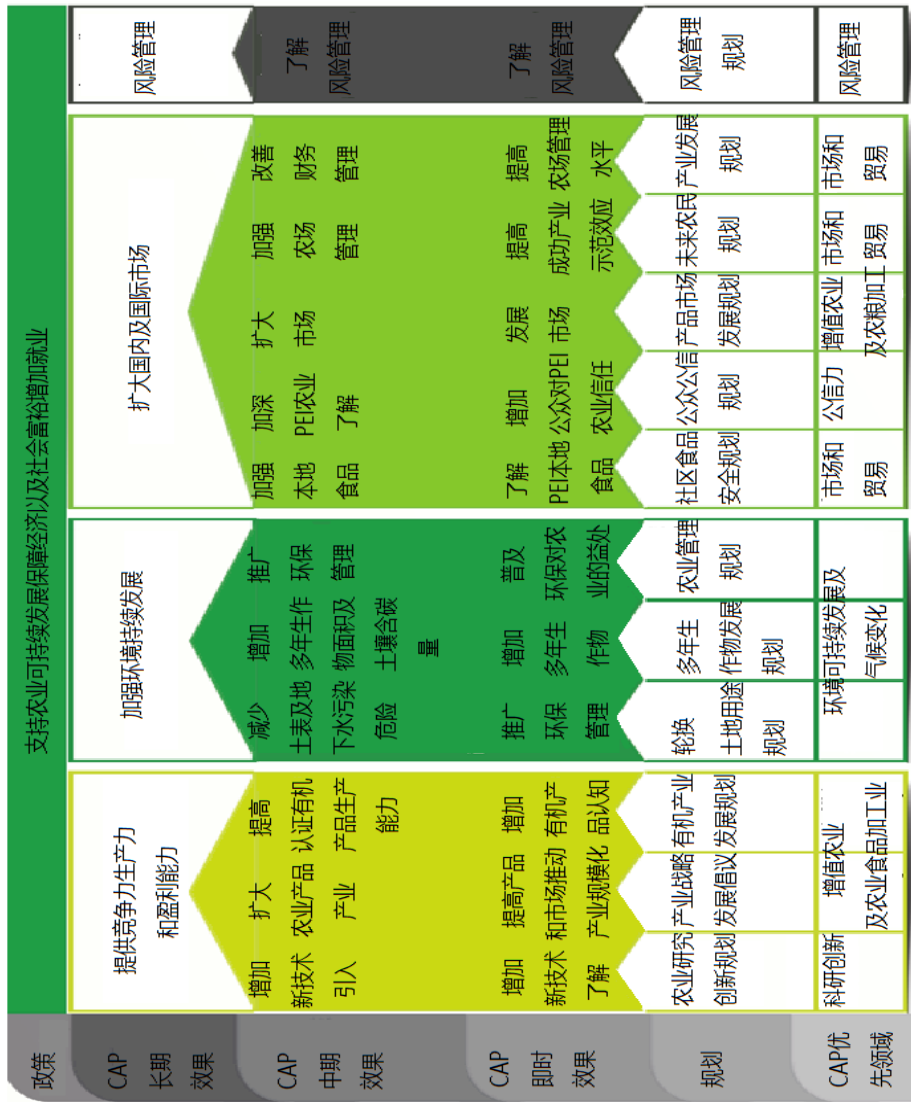 政策
支持农业可持续发展保障经济以及社会富裕增加就业
CAP
长期
效果
提供竞争力生产力
和盈利能力
加强环境持续发展
扩大国内及国际市场
风险管理
CAP
中期
效果
增加
新技术
引入
扩大
农业产品
产业
提高
认证有机
产品生产
能力
减少
土表及地
下水污染
危险
增加
多年生作
物面积及
土壤含碳
量
推广
环保
管理
加强
本地
食品
加深
PEI农业
了解
扩大
市场
加强
农场
管理
改善
财务
管理
了解
风险管理
CAP
即时
效果
增加
新技术
了解
提高产品
和市场推动
产业规模化
增加
有机产
品认知
推广
环保
管理
增加
多年生
作物
普及
环保对农
业的益处
了解
PEI本地
食品
增加
公众对PEI
农业信任
发展
市场
提高
成功产业
示范效应
提高
农场管理
水平
了解
风险管理
规划
农业研究
创新规划
产业战略
发展倡议
有机产业
发展规划
轮换
土地用途
规划
多年生
作物发展
规划
农业管理
规划
社区食品
安全规划
公众公信
规划
产品市场
发展规划
未来农民
规划
产业发展
规划
风险管理
规划
CAP优
先领域
科研创新
增值农业
及农业食品加工业
环境可持续发展及
气候变化
市场和
贸易
公信力
增值农业
及农粮加工
市场和
贸易
市场和
贸易
风险管理